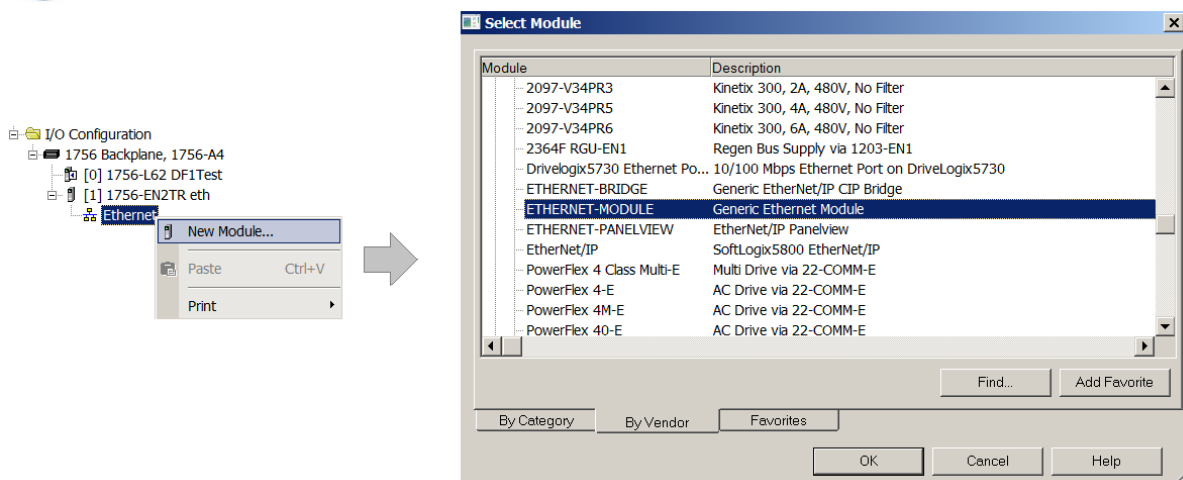 I/O Configuration
1756 Backplane, 1756-A4
[0] 1756-L62 DF1Test
[1] 1756-EN2TR eth
Ethernet
New Module...
Paste Ctrl+V
Print
Select Module
Module Description
2097-V34PR3 Kinetix 300, 2A, 480V, No Filter
2097-V34PR5 Kinetix 300, 4A, 480V, No Filter
2097-V34PR6 Kinetix 300, 6A, 480V, No Filter
2364F RGU-EN1 Regen Bus Supply via 1203-EN1
Drivelogix5730 Ethernet Po... 10/100 Mbps Ethernet Port on DriveLogix5730
ETHERNET-BRIDGE Generic EtherNet/IP CIP Bridge
ETHERNET-MODULE Generic Ethernet Module
ETHERNET-PANELVIEW EtherNet/IP Panelview
EtherNet/IP SoftLogix5800 EtherNet/IP
PowerFlex 4 Class Multi-E Multi Drive via 22-COMM-E
PowerFlex 4-E AC Drive via 22-COMM-E
PowerFlex 4M-E AC Drive via 22-COMM-E
PowerFlex 40-E AC Drive via 22-COMM-E
Find... Add Favorite
By Category By Vendor Favorites
OK Cancel Help